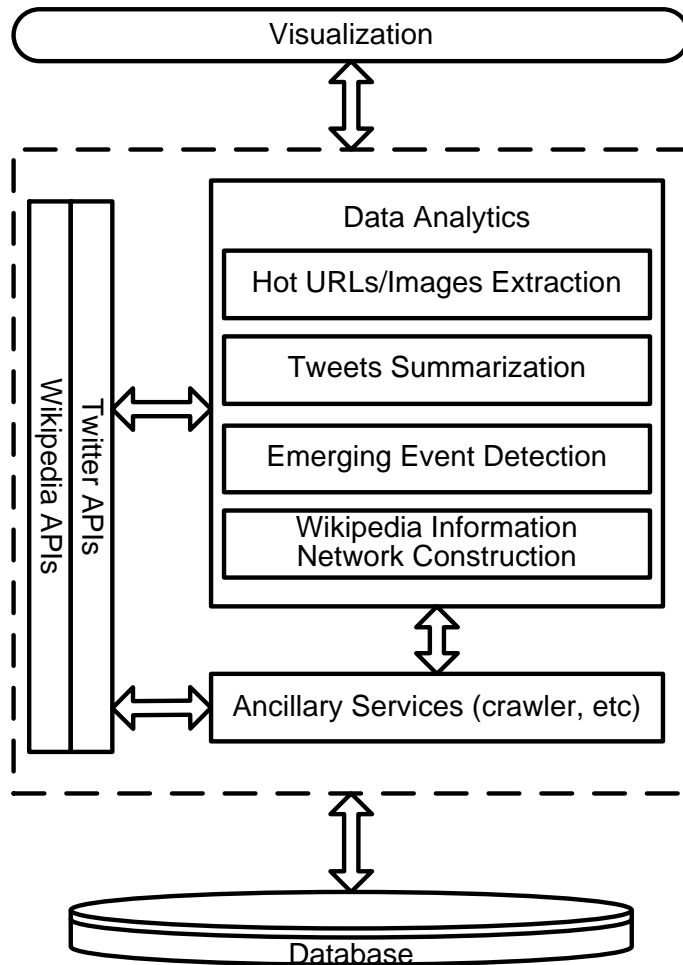 Visualization
Data Analytics
Hot URLs/Images Extraction
Tweets Summarization
Emerging Event Detection
Wikipedia Information
Network Construction
Wikipedia APIs
Twitter APIs
Ancillary Services (crawler, etc)
Database